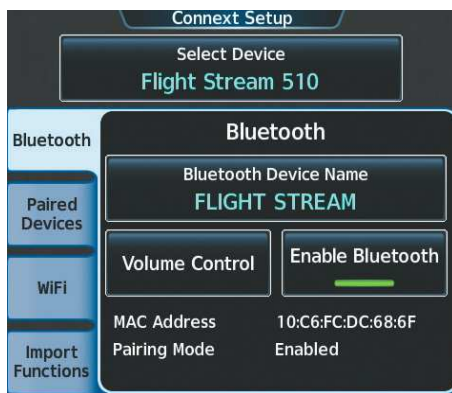 Connext Setup
Select Device
Flight Stream 510
Bluetooth
Paired
Devices
WiFi
Import
Functions
Bluetooth
Bluetooth Device Name
FLIGHT STREAM
Volume Control
Enable Bluetooth
MAC Address 10:C6:FC:DC:68:6F
Pairing Mode Enabled